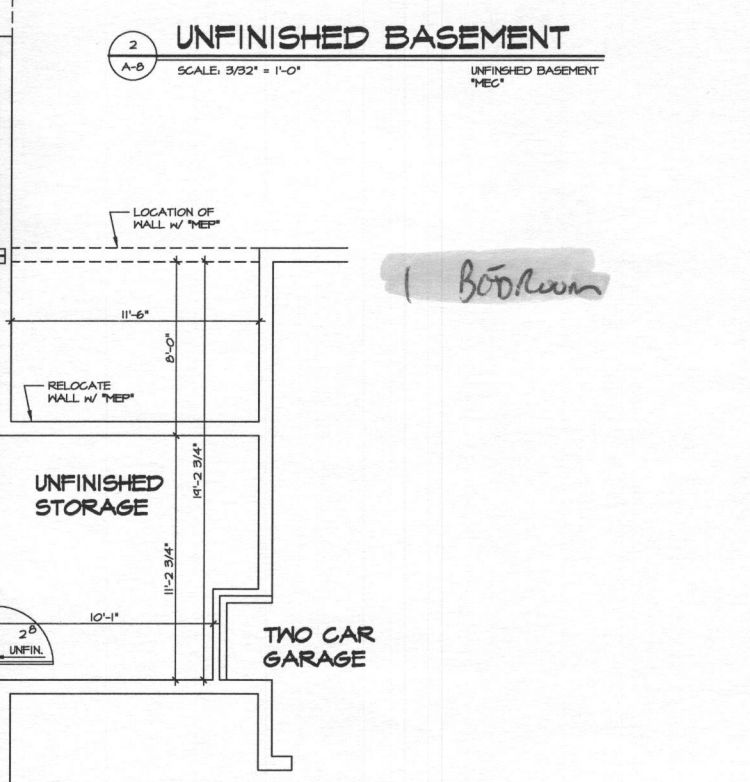 2
A-8
UNFINISHED BASEMENT
SCALE: 3/32" = 1'-0"
UNFINSHED BASEMENT
"MEC"
LOCATION OF
WALL w/ "MEP"
1 BEDROOM
11'-6"
8'-0"
RELOCATE
WALL w/ "MEP"
19'-2 3/4"
UNFINISHED
STORAGE
11'-2 3/4"
10'-1"
2⁸
UNFIN.
TWO CAR
GARAGE